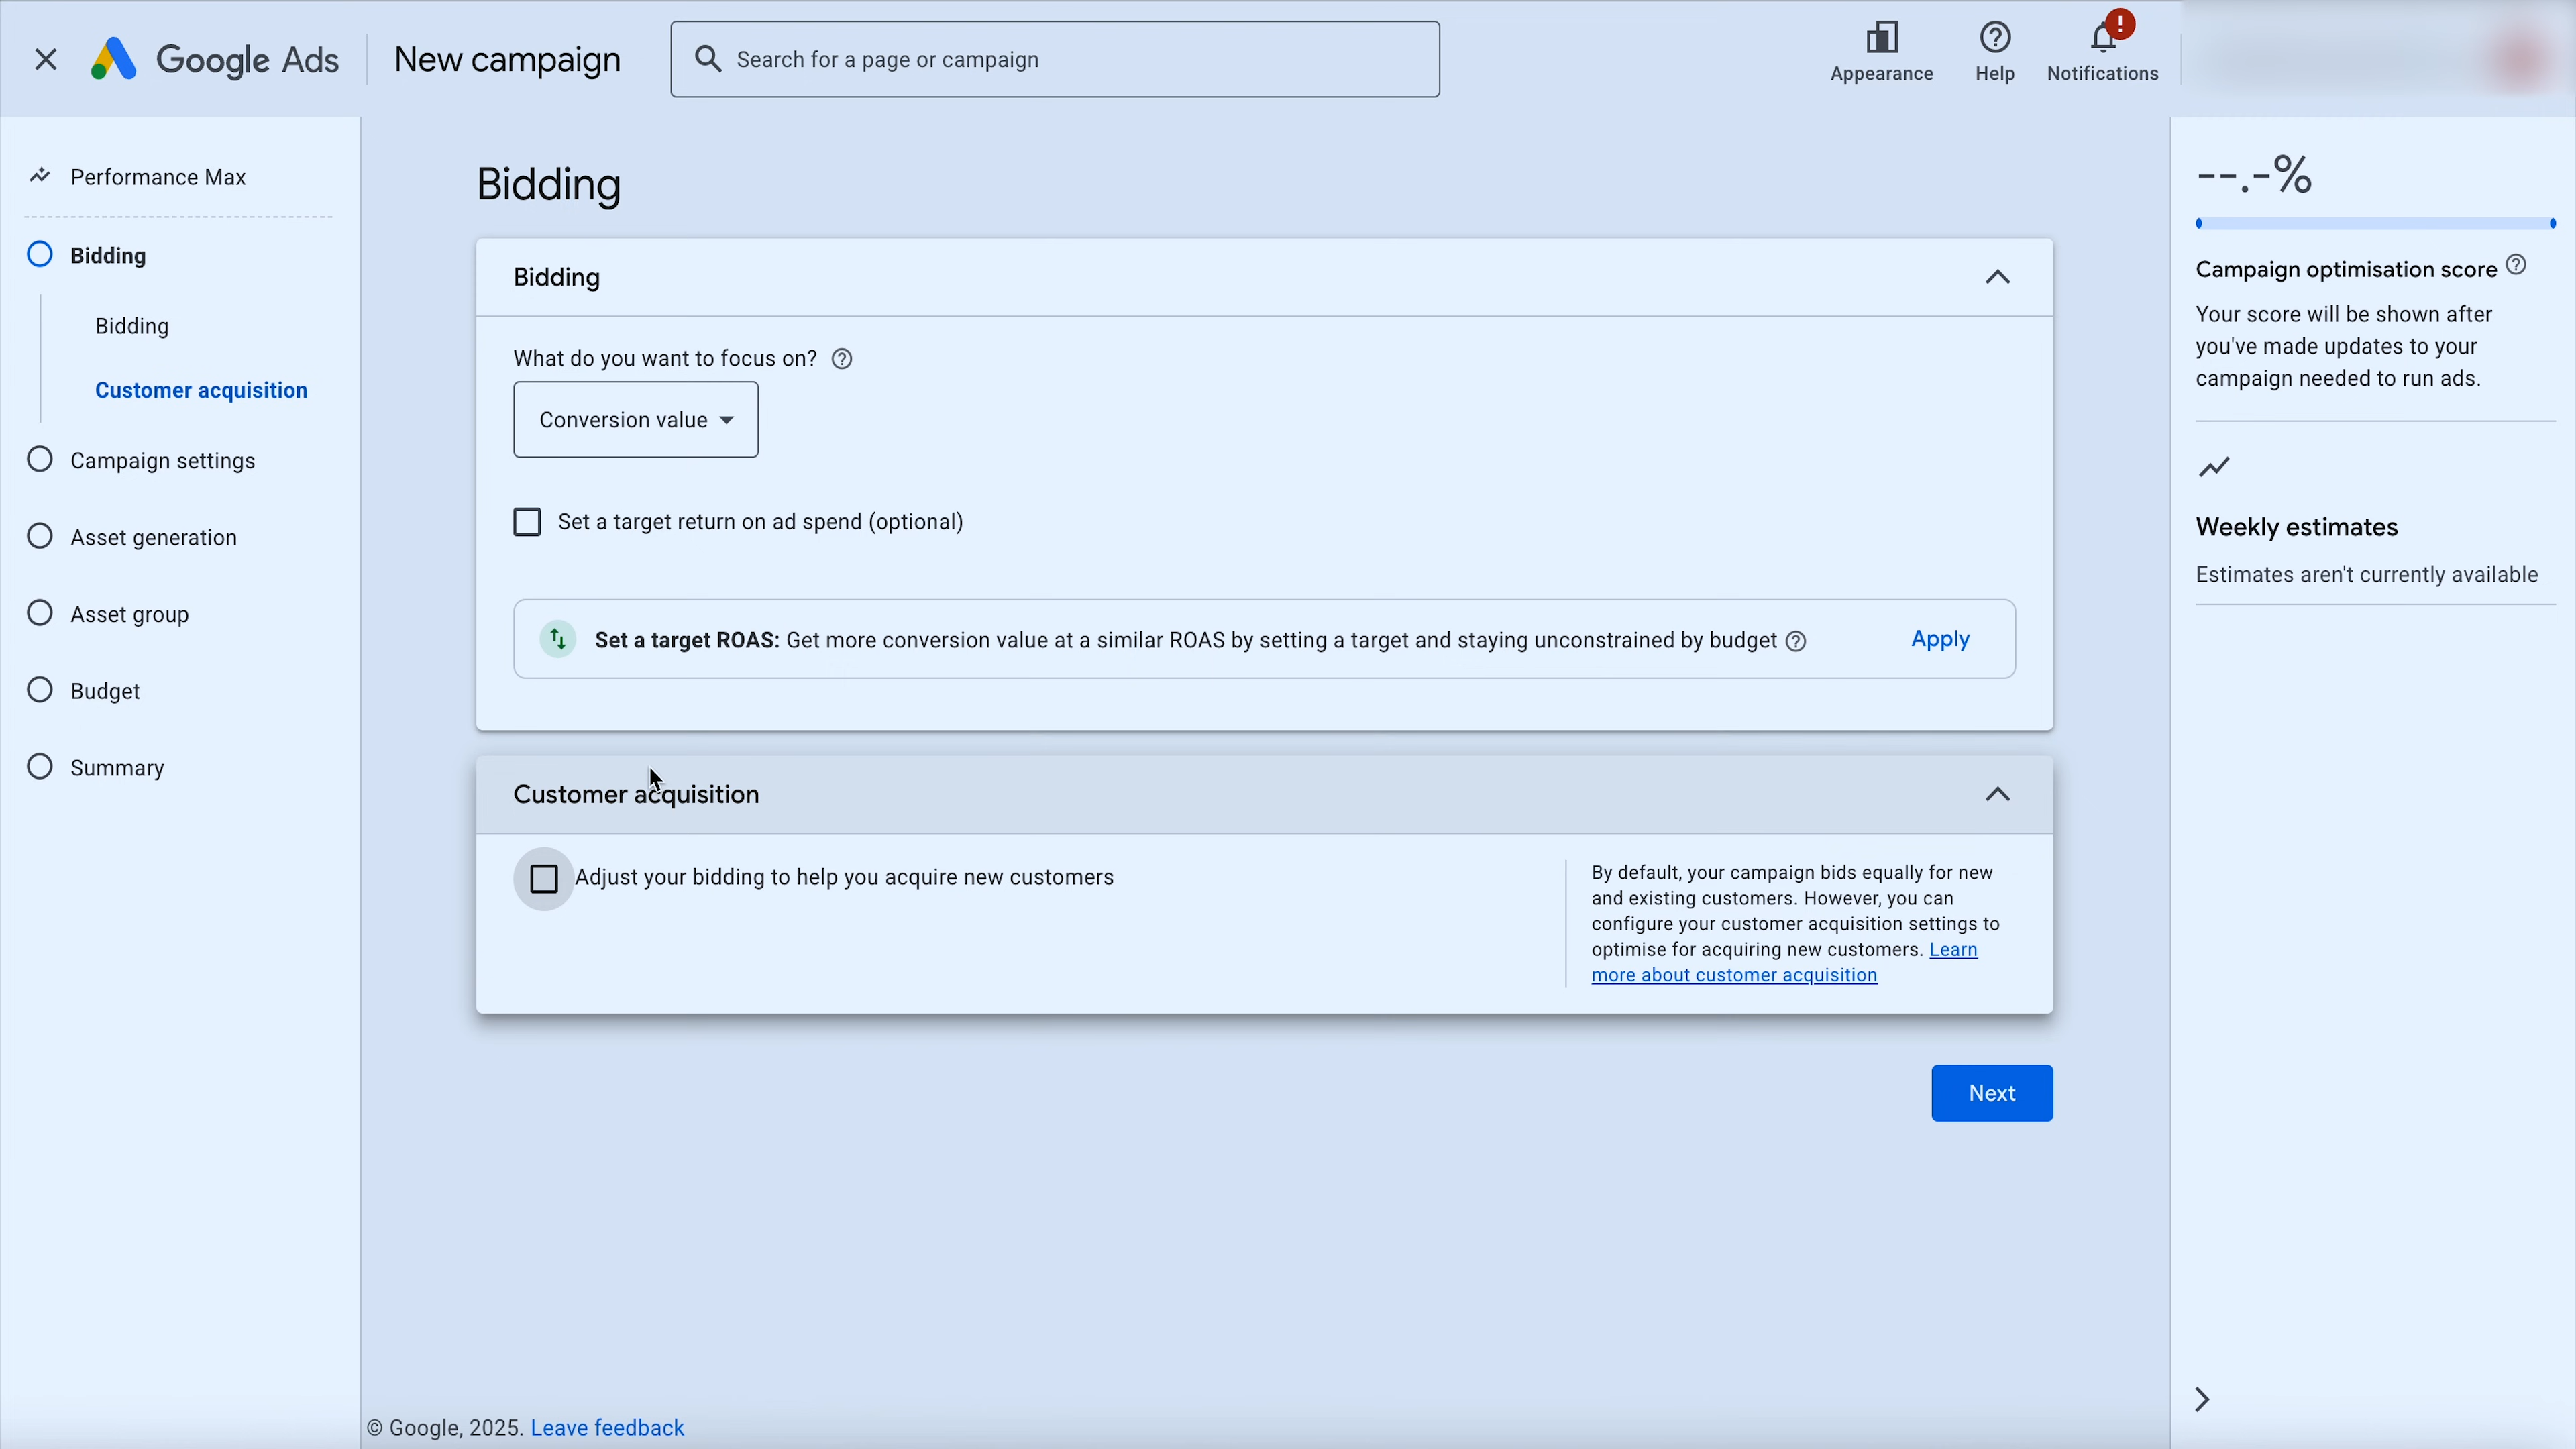 Google Ads
New campaign
Search for a page or campaign
Appearance
Help
!
Notifications
Performance Max
Bidding
Bidding
Customer acquisition
Campaign settings
Asset generation
Asset group
Budget
Summary
Bidding
Bidding
What do you want to focus on?
Conversion value
Set a target return on ad spend (optional)
Set a target ROAS: Get more conversion value at a similar ROAS by setting a target and staying unconstrained by budget
Apply
Customer acquisition
Adjust your bidding to help you acquire new customers
By default, your campaign bids equally for new
and existing customers. However, you can
configure your customer acquisition settings to
optimise for acquiring new customers. Learn
more about customer acquisition
Next
--.-%
Campaign optimisation score
Your score will be shown after
you've made updates to your
campaign needed to run ads.
Weekly estimates
Estimates aren't currently available
© Google, 2025. Leave feedback